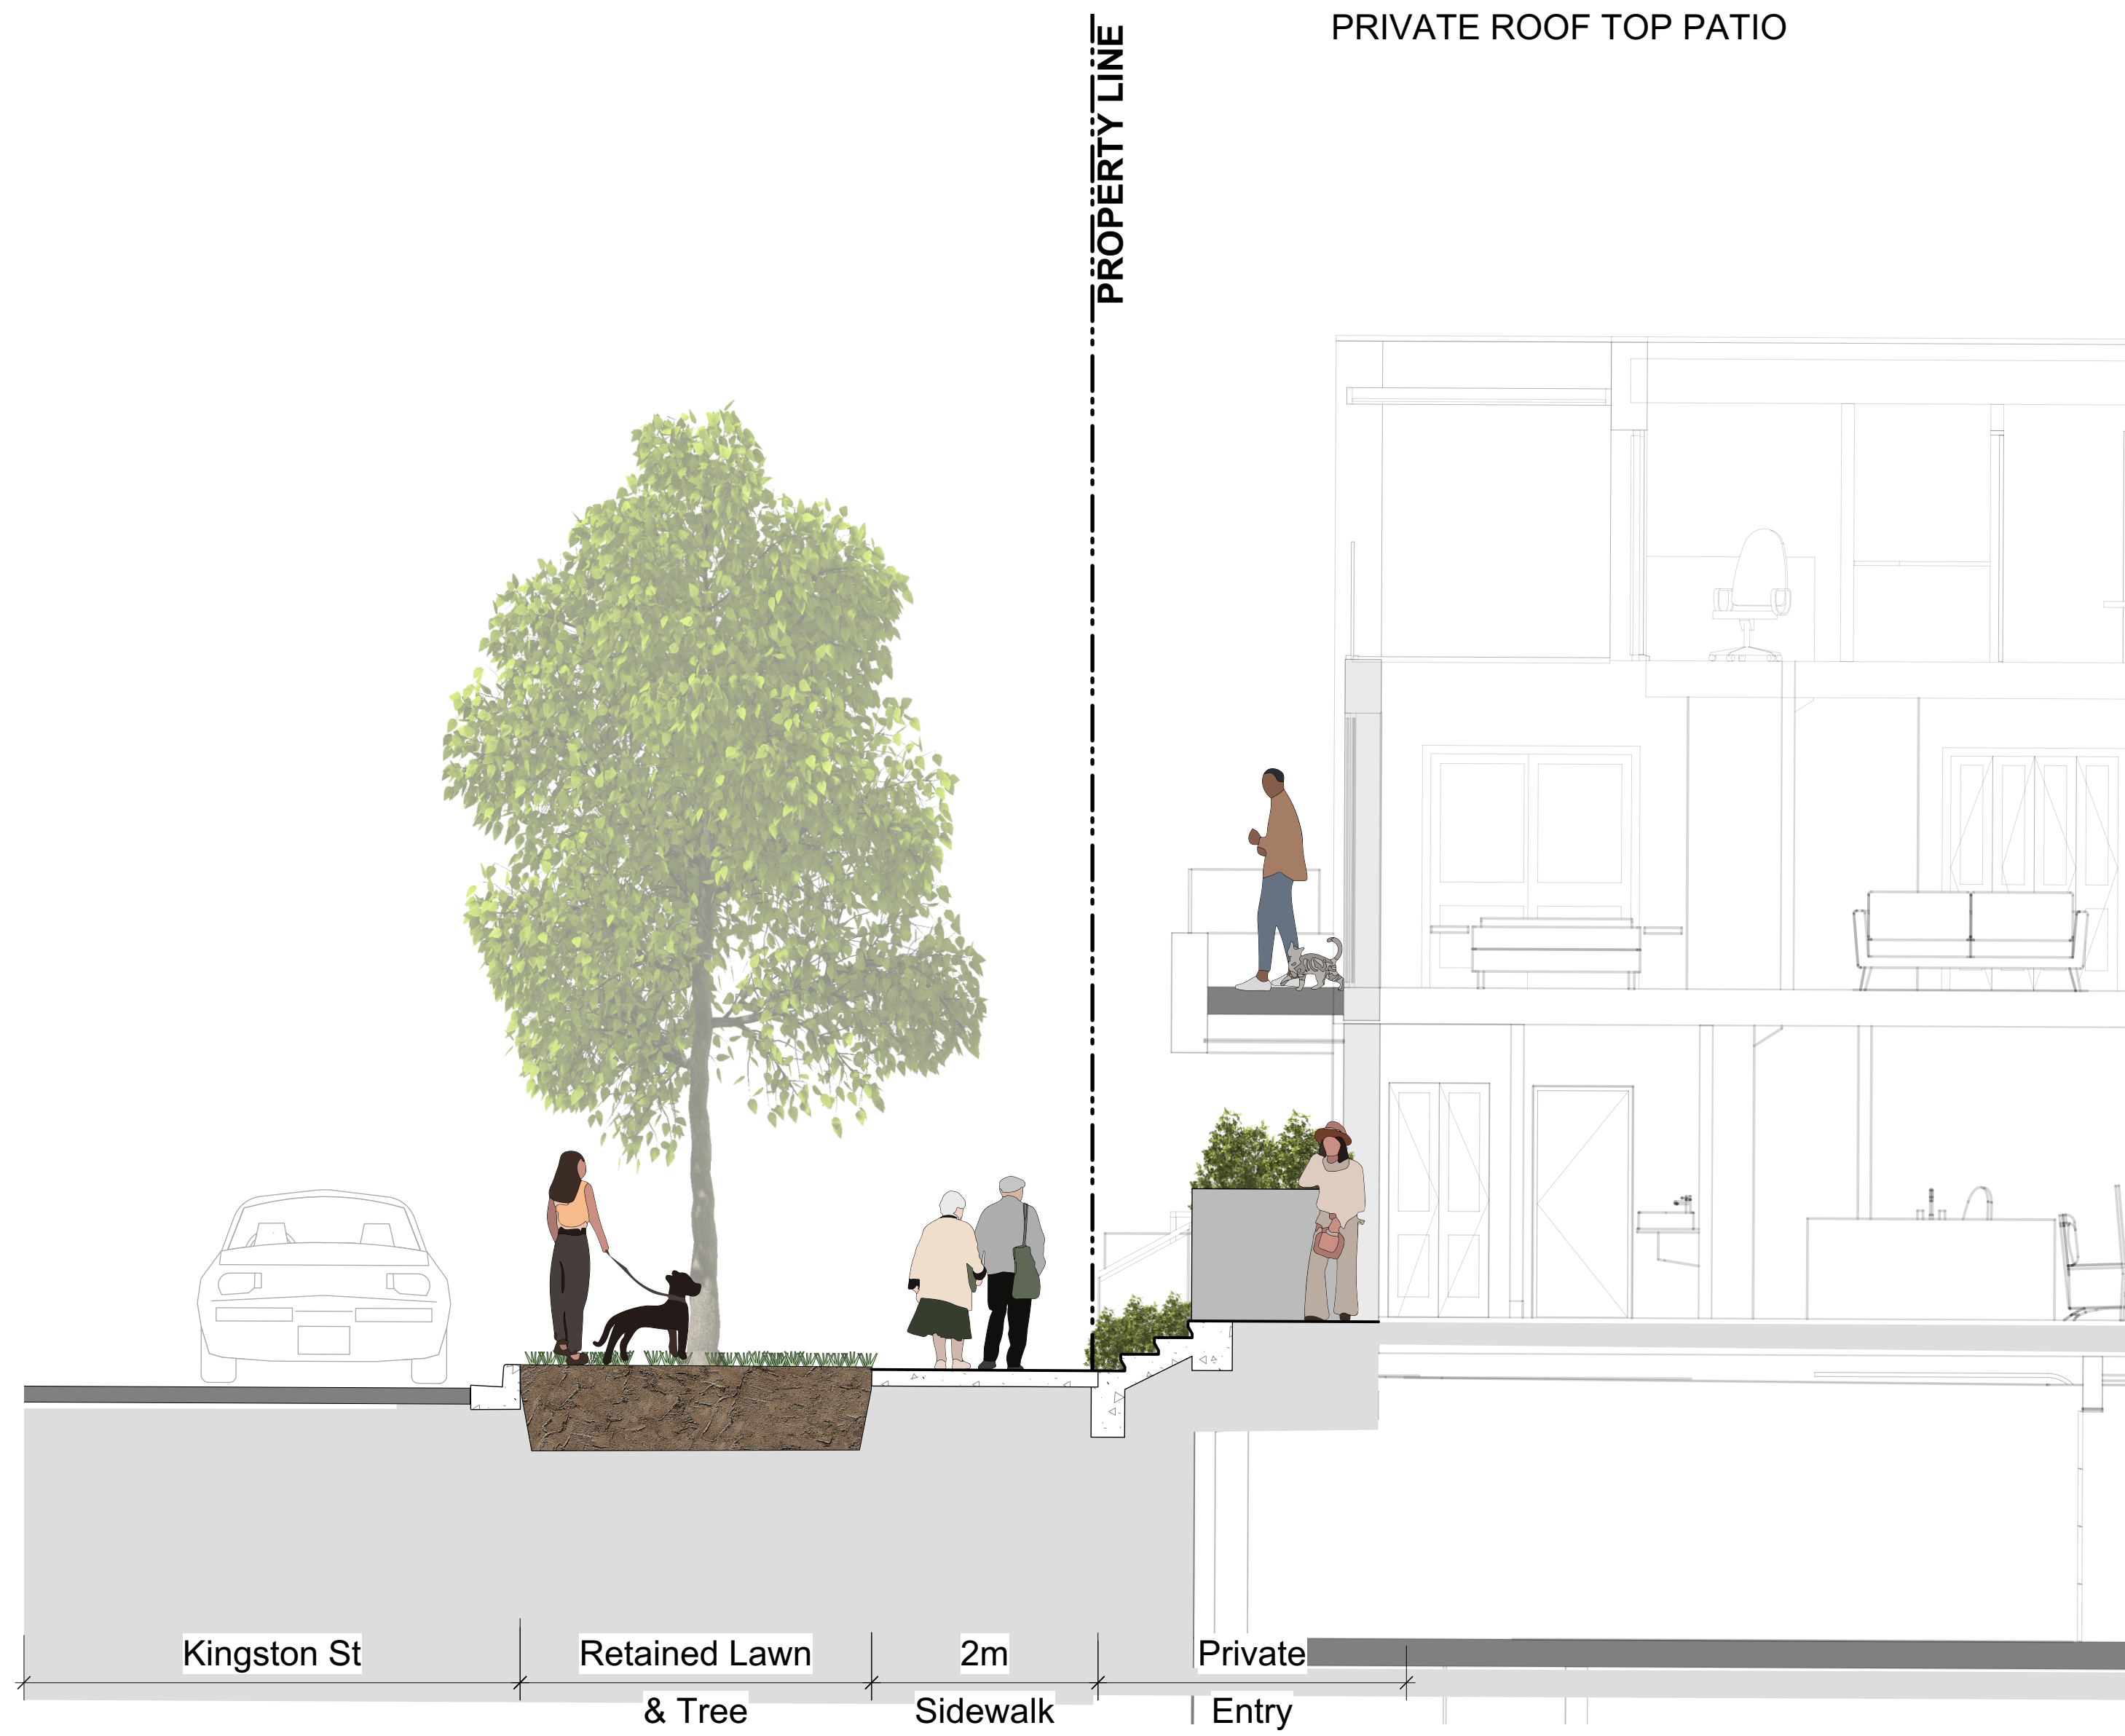 PRIVATE ROOF TOP PATIO
PROPERTY LINE
Kingston St
Retained Lawn
& Tree
2m
Sidewalk
Private
Entry